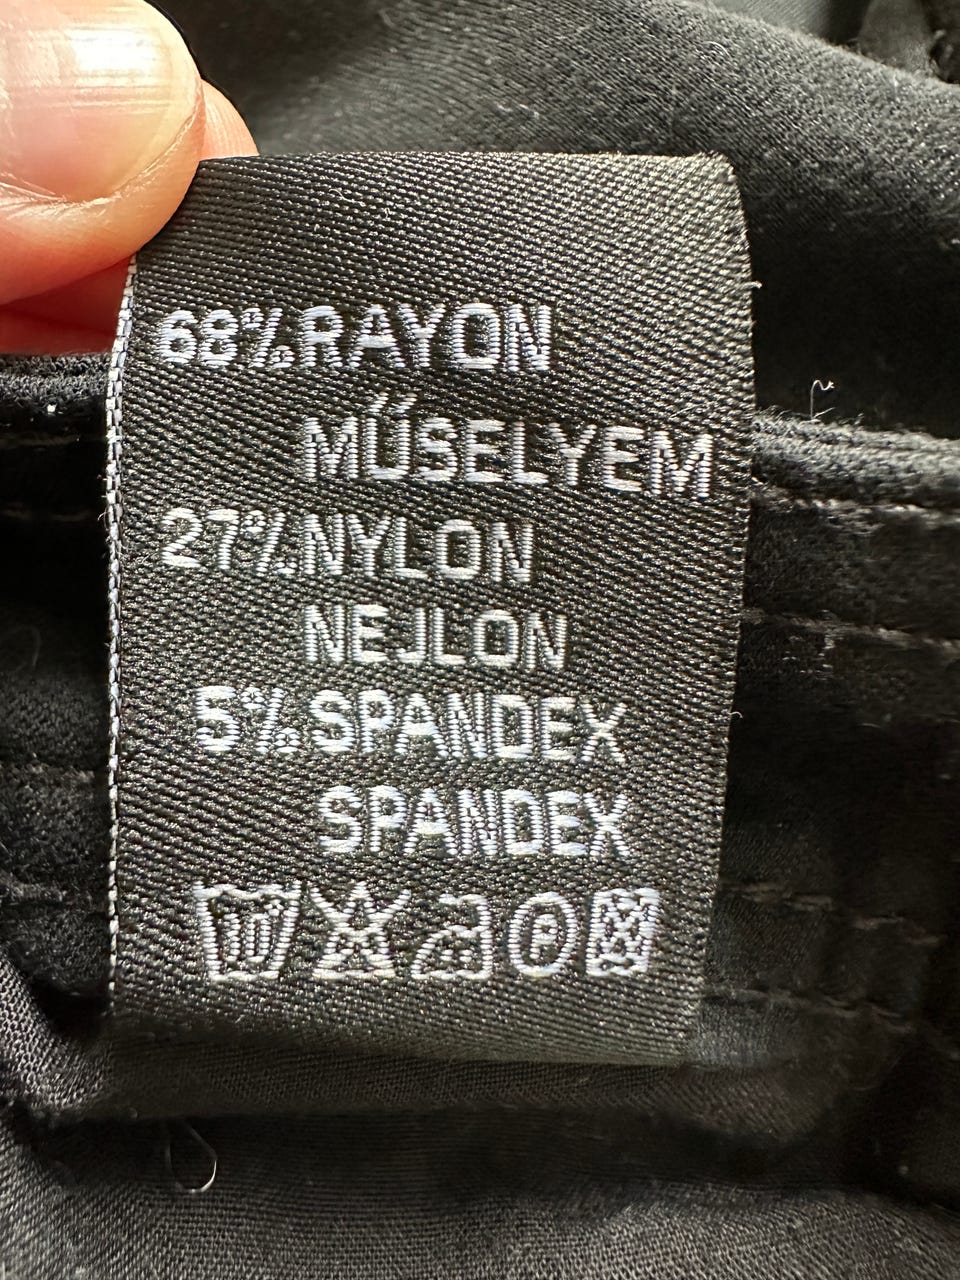 68% RAYON
MŰSELYEM
27% NYLON
NEJLON
5% SPANDEX
SPANDEX